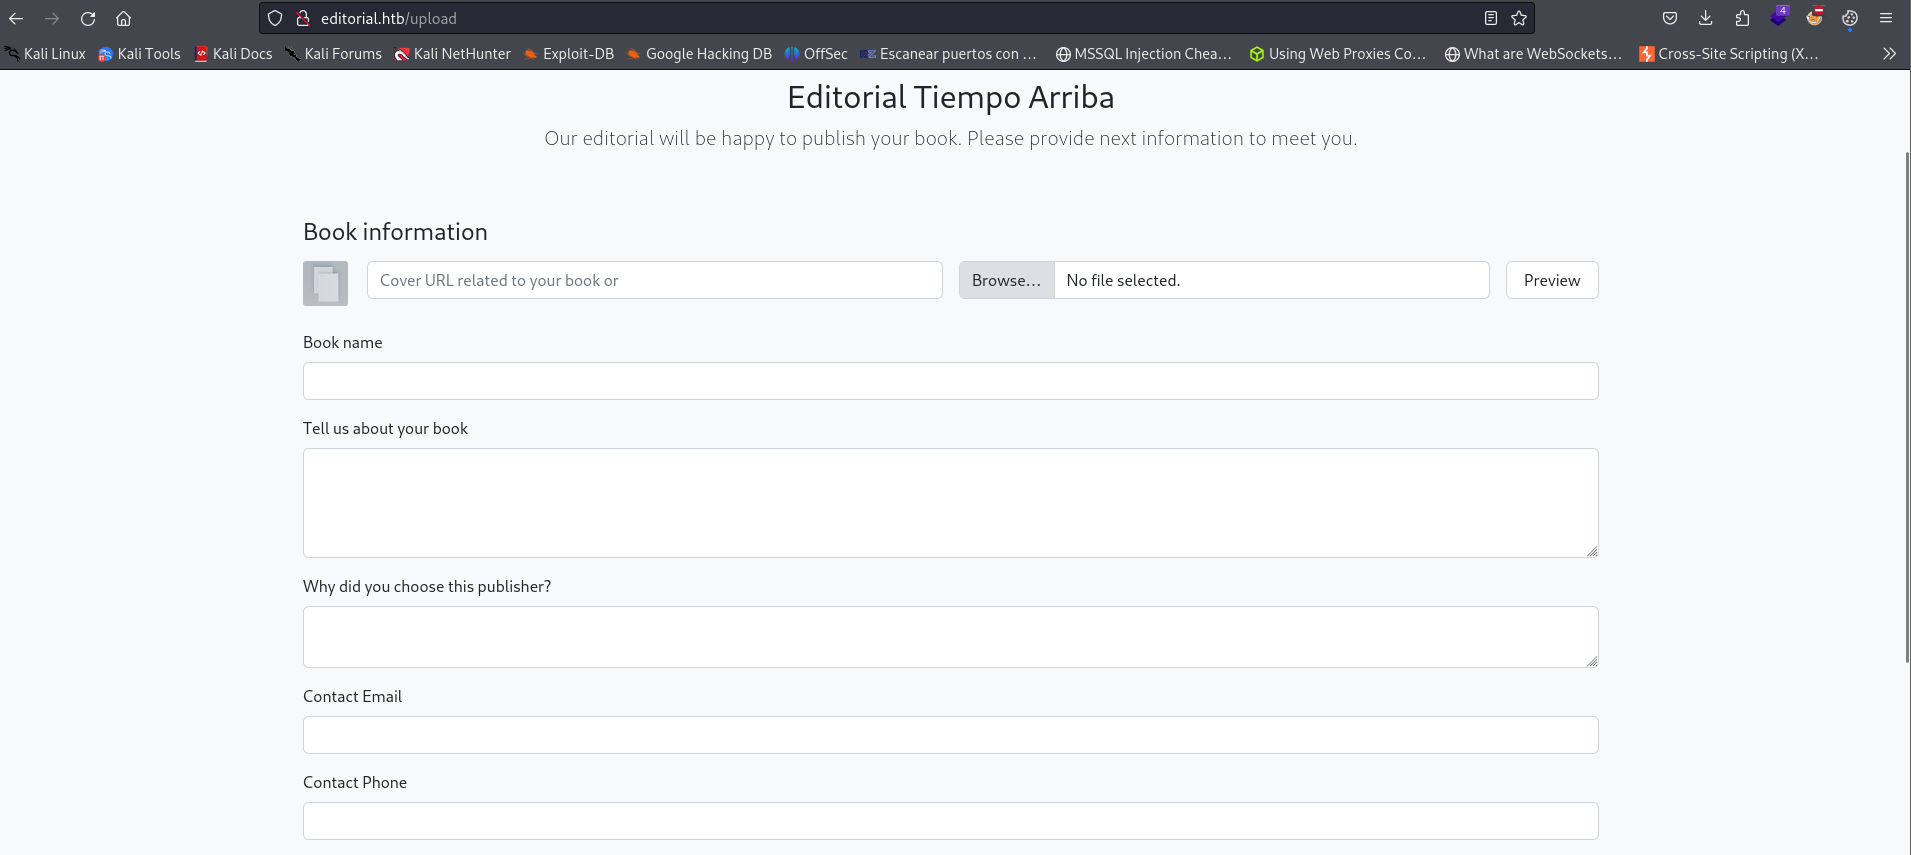 editorial.htb/upload
4
Kali Linux Kali Tools Kali Docs Kali Forums Kali NetHunter Exploit-DB Google Hacking DB OffSec Escanear puertos con … MSSQL Injection Chea… Using Web Proxies Co… What are WebSockets… Cross-Site Scripting (X…
Editorial Tiempo Arriba
Our editorial will be happy to publish your book. Please provide next information to meet you.
Book information
Cover URL related to your book or Browse… No file selected. Preview
Book name
Tell us about your book
Why did you choose this publisher?
Contact Email
Contact Phone